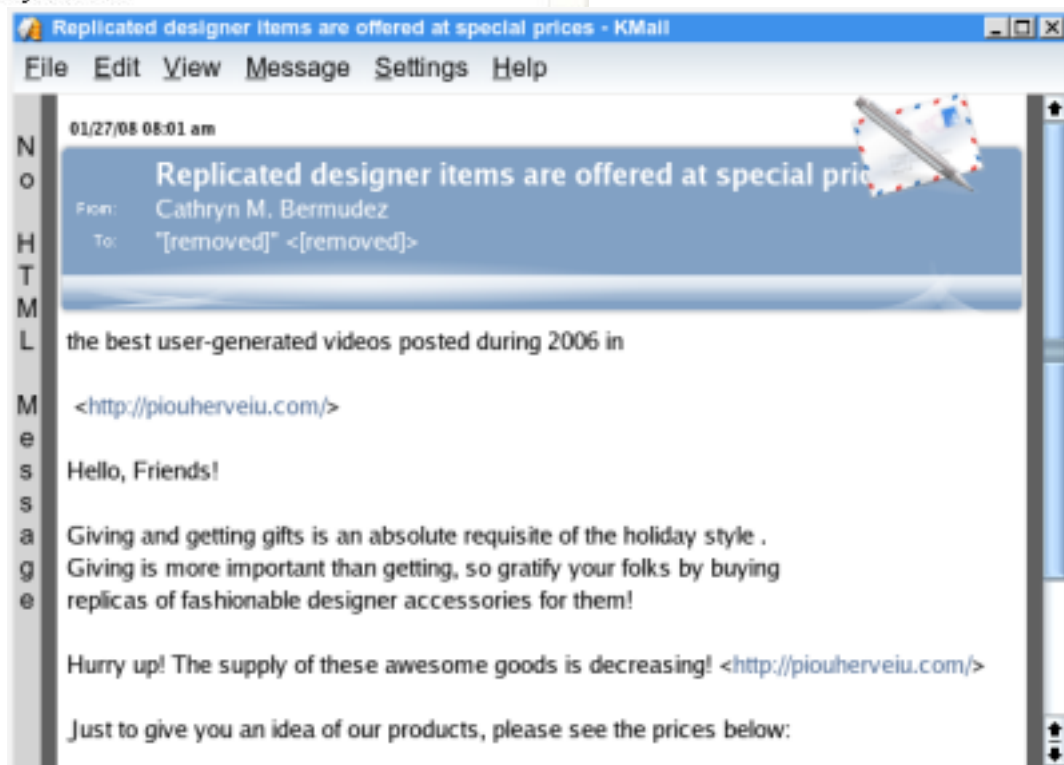 Replicated designer items are offered at special prices - KMail
File Edit View Message Settings Help
No HTML Message
01/27/08 08:01 am
Replicated designer items are offered at special pric
From: Cathryn M. Bermudez
To: "[removed]" <[removed]>
the best user-generated videos posted during 2006 in
<http://piouherveiu.com/>
Hello, Friends!
Giving and getting gifts is an absolute requisite of the holiday style .
Giving is more important than getting, so gratify your folks by buying
replicas of fashionable designer accessories for them!
Hurry up! The supply of these awesome goods is decreasing! <http://piouherveiu.com/>
Just to give you an idea of our products, please see the prices below: